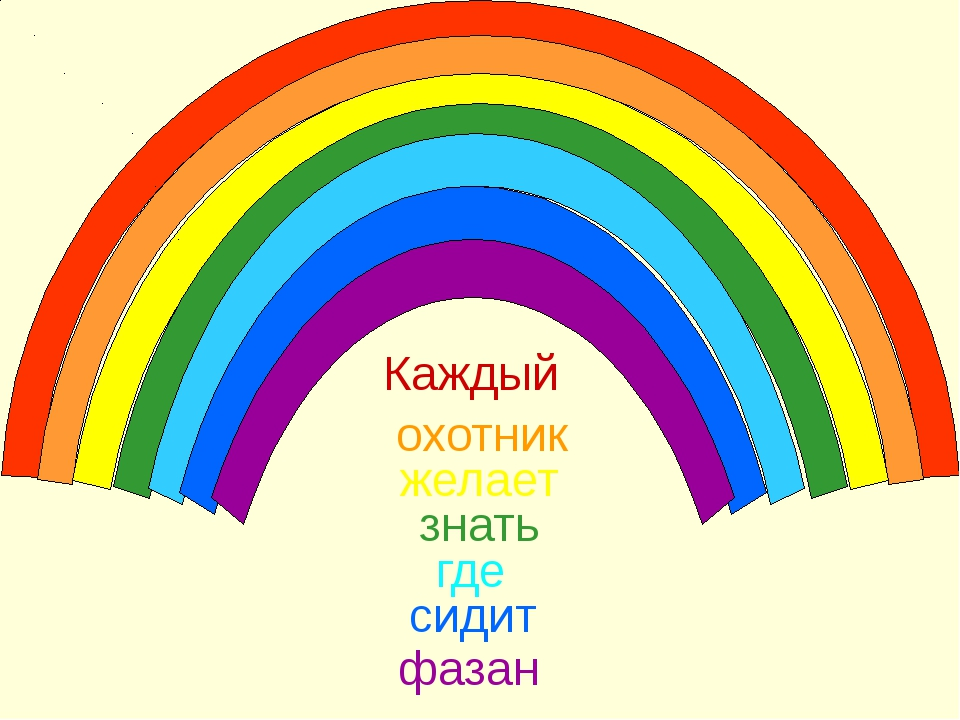 Каждый
охотник
желает
знать
где
сидит
фазан